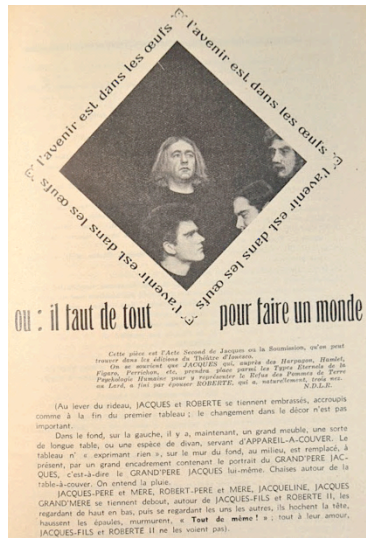 l'avenir est dans les œufs
l'avenir est dans les œufs
l'avenir est dans les œufs
l'avenir est dans les œufs
ou : il faut de tout pour faire un monde
Cette pièce est l'Acte Second de Jacques ou la Soumission, qu'on peut
trouver dans les éditions du Théâtre d'Ionesco.
On se souvient que JACQUES qui, auprès des Harpagon, Hamlet,
Figaro, Perrichon, etc, prendra place parmi les Types Eternels de la
Psychologie Humaine pour y représenter le Refus des Pommes de Terre
au Lard, a fini par épouser ROBERTE, qui a, naturellement, trois nez.
N.D.L.E.
(Au lever du rideau, JACQUES et ROBERTE se tiennent embrassés, accroupis
comme à la fin du premier tableau ; le changement dans le décor n'est pas
important.
Dans le fond, sur la gauche, il y a, maintenant, un grand meuble, une sorte
de longue table, ou une espèce de divan, servant d'APPAREIL-A-COUVER. Le
tableau n' « exprimant rien », sur le mur du fond, au milieu, est remplacé, à
présent, par un grand encadrement contenant le portrait du GRAND'PERE JAC-
QUES, c'est-à-dire le GRAND'PERE JACQUES lui-même. Chaises autour de la
table-à-couver. On entend la pluie.
JACQUES-PERE et MERE, ROBERT-PERE et MERE, JACQUELINE, JACQUES
GRAND'MERE se tiennent debout, autour de JACQUES-FILS et ROBERTE II, les
regardant de haut en bas, puis se regardant les uns les autres, ils hochent la tête,
haussent les épaules, murmurent, « Tout de même ! » ; tout à leur amour,
JACQUES-FILS et ROBERTE II ne les voient pas).